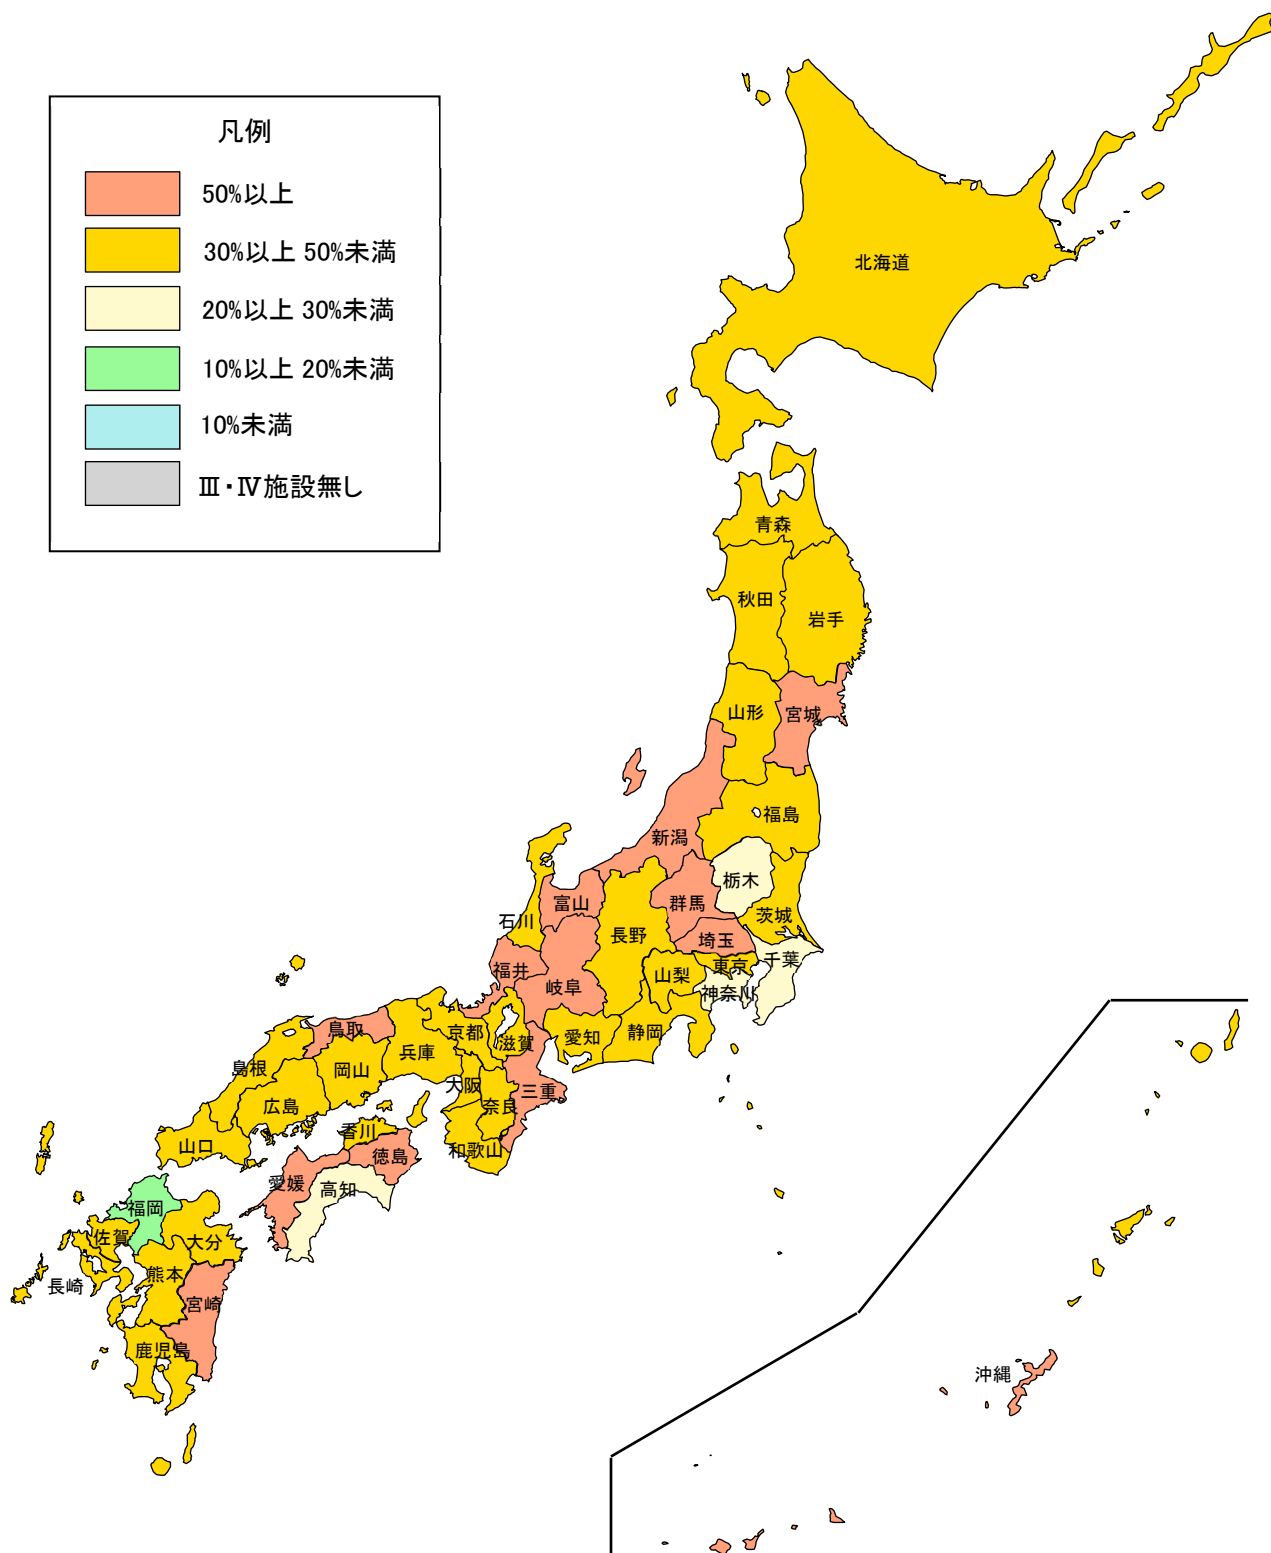 凡例
50%以上
30%以上 50%未満
20%以上 30%未満
10%以上 20%未満
10%未満
Ⅲ・Ⅳ施設無し
北海道
青森
秋田
岩手
山形
宮城
福島
新潟
栃木
群馬
富山
石川
茨城
長野
埼玉
東京
千葉
福井
山梨
岐阜
神奈川
鳥取
京都
滋賀
愛知
静岡
兵庫
島根
岡山
大阪
三重
広島
奈良
香川
山口
和歌山
徳島
愛媛
高知
福岡
佐賀
大分
熊本
長崎
宮崎
鹿児島
沖縄